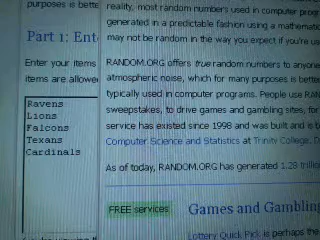 purposes is bette
Part 1: Ent
Enter your items
items are allowe
Ravens
Lions
Falcons
Texans
Cardinals
reality, most random numbers used in computer progr
generated in a predictable fashion using a mathematic
may not be random in the way you expect if you're us
RANDOM.ORG offers true random numbers to anyone
atmospheric noise, which for many purposes is bette
typically used in computer programs. People use RAN
sweepstakes, to drive games and gambling sites, for
service has existed since 1998 and was built and is b
Computer Science and Statistics at Trinity College, D
As of today, RANDOM.ORG has generated 1.28 trillio
FREE services
Games and Gambling
Lottery Quick Pick is perhaps the